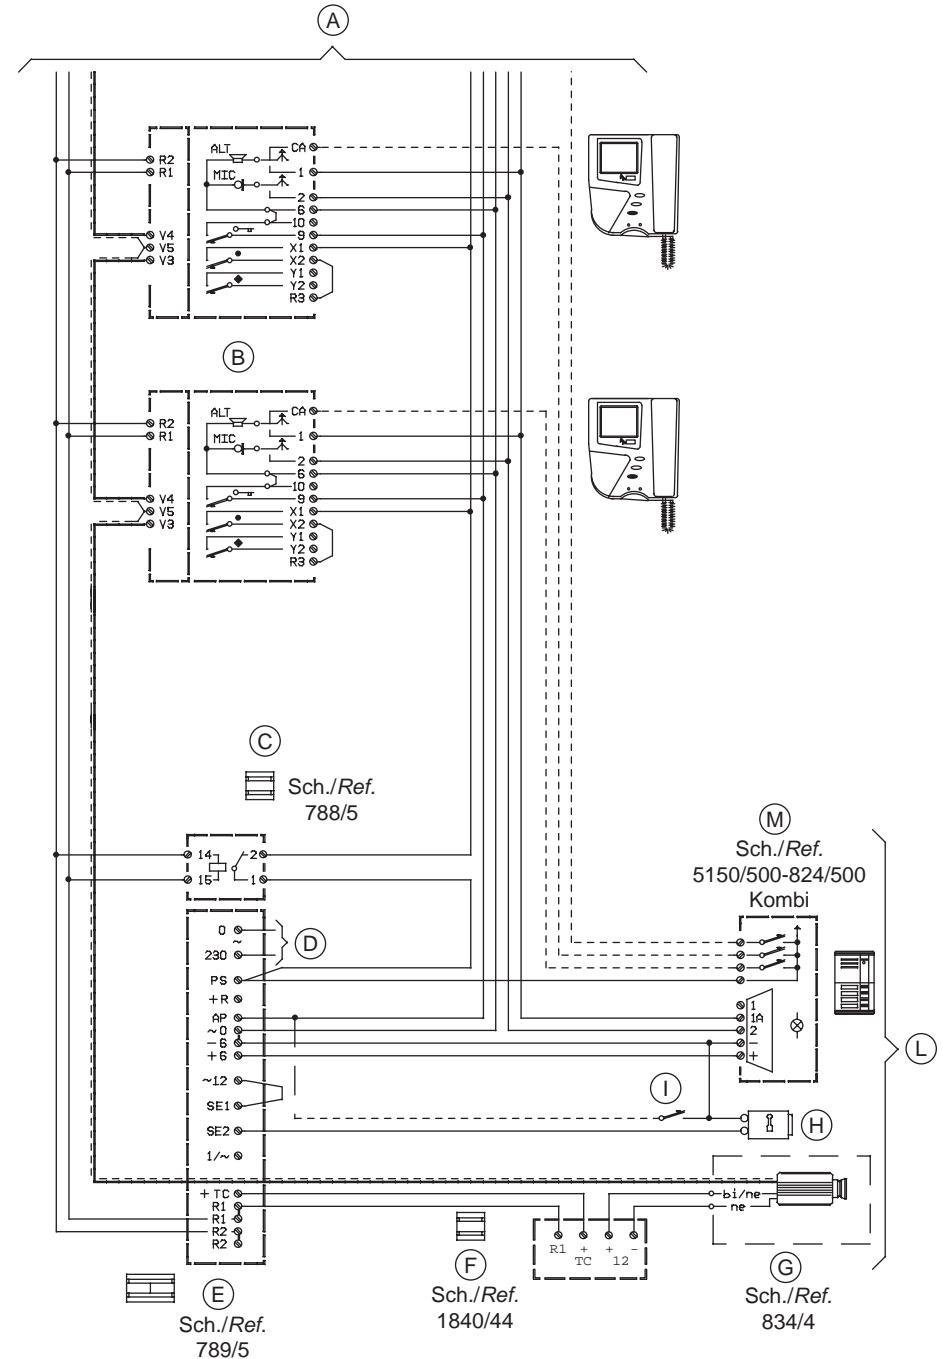 A
ALT
CA
R2
R1
MIC
1
2
6
10
V4
9
V5
X1
V3
X2
Y1
Y2
R3
B
ALT
CA
R2
R1
MIC
1
2
6
10
V4
9
V5
X1
V3
X2
Y1
Y2
R3
C
Sch./Ref.
788/5
14
2
15
1
M
Sch./Ref.
5150/500-824/500
Kombi
0
~
230
D
PS
+R
AP
~0
-6
+6
~12
SE1
SE2
1/~
+TC
R1
R1
R2
R2
1
1A
2
-
+
L
I
H
bi/ne
ne
R1 + + -
TC 12
E
Sch./Ref.
789/5
F
Sch./Ref.
1840/44
G
Sch./Ref.
834/4